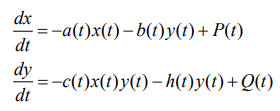 dx/dt = -a(t)x(t) - b(t)y(t) + P(t)
dy/dt = -c(t)x(t)y(t) - h(t)y(t) + Q(t)